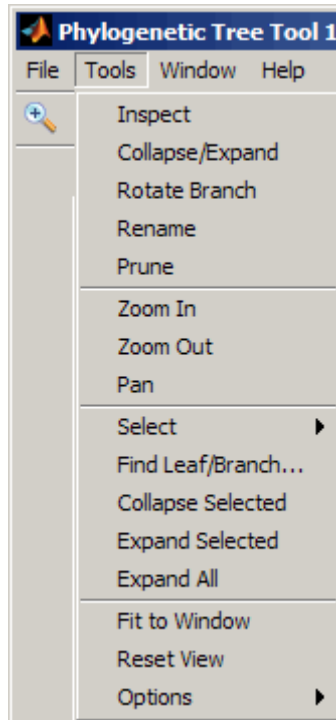 Phylogenetic Tree Tool 1
File Tools Window Help
Inspect
Collapse/Expand
Rotate Branch
Rename
Prune
Zoom In
Zoom Out
Pan
Select
Find Leaf/Branch...
Collapse Selected
Expand Selected
Expand All
Fit to Window
Reset View
Options